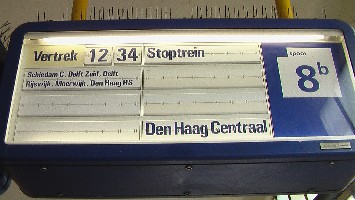 Vertrek 12 34 Stoptrein
spoor
8b
Schiedam C. Delft Zuid. Delft
Rijswijk. Moerwijk. Den Haag HS
Den Haag Centraal